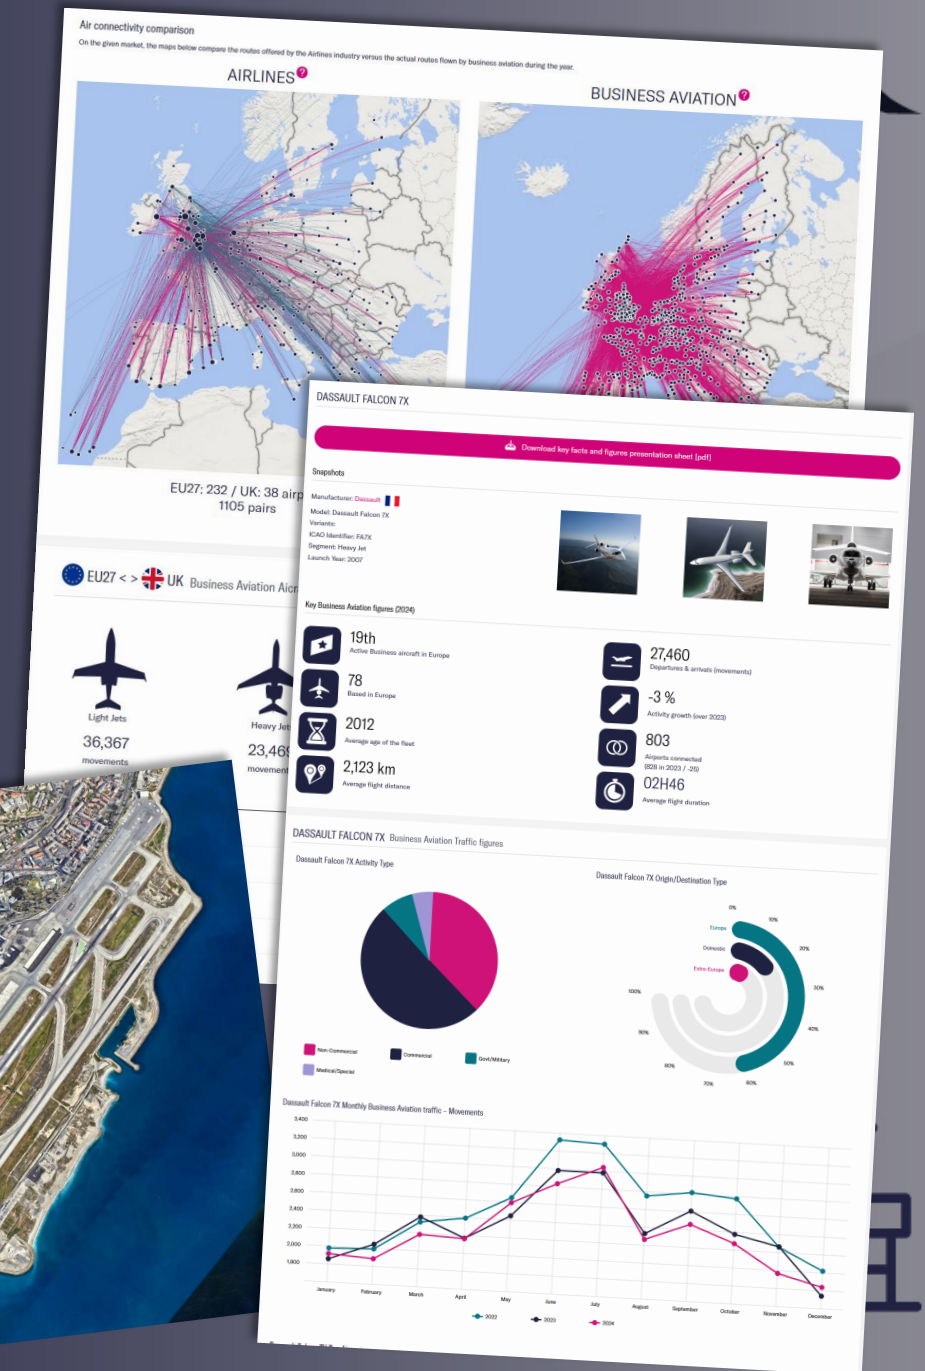 Air connectivity comparison
On the given market, the maps below compare the routes offered by the Airlines industry versus the actual routes flown by business aviation during the year.
AIRLINES ?
BUSINESS AVIATION ?
EU27: 232 / UK: 38 airp
1105 pairs
EU27 < > UK Business Aviation Airc
Light Jets
36,367
movements
Heavy Jet
23,469
movement
DASSAULT FALCON 7X
Download key facts and figures presentation sheet [pdf]
Snapshots
Manufacturer: Dassault
Model: Dassault Falcon 7X
Variants:
ICAO Identifier: FA7X
Segment: Heavy Jet
Launch Year: 2007
Key Business Aviation figures (2024)
19th
Active Business aircraft in Europe
78
Based in Europe
2012
Average age of the fleet
2,123 km
Average flight distance
27,460
Departures & arrivals (movements)
-3 %
Activity growth (over 2023)
803
Airports connected
(828 in 2023 / -25)
02H46
Average flight duration
DASSAULT FALCON 7X Business Aviation Traffic figures
Dassault Falcon 7X Activity Type
Non-Commercial
Commercial
Govt/Military
Medical/Special
Dassault Falcon 7X Origin/Destination Type
Europe
Domestic
Extra-Europe
0%
10%
20%
30%
40%
50%
60%
70%
80%
90%
100%
Dassault Falcon 7X Monthly Business Aviation traffic - Movements
3,400
3,200
3,000
2,800
2,600
2,400
2,200
2,000
1,800
January
February
March
April
May
June
July
August
September
October
November
December
2022
2023
2024